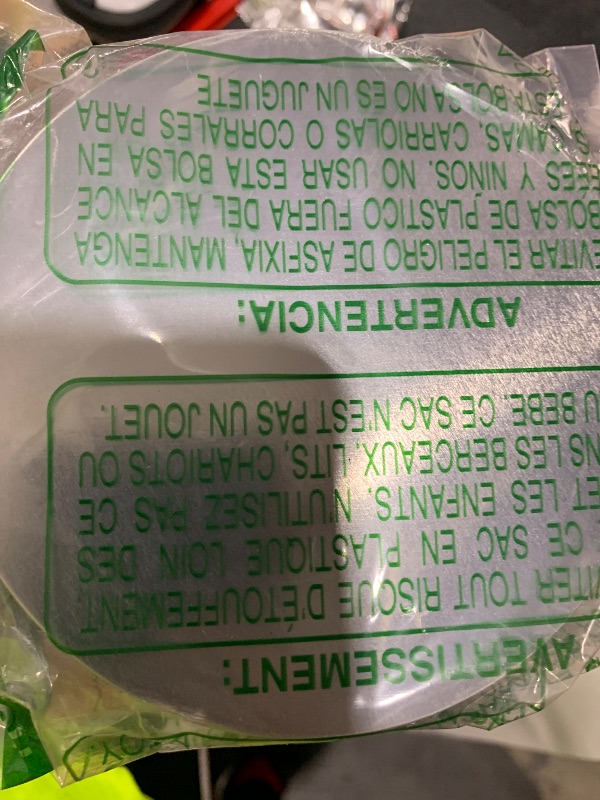 AVERTISSEMENT:
TOUT RISQUE D'ÉTOUFFEMENT,
CE SAC EN PLASTIQUE LOIN DES
ET LES ENFANTS. N'UTILISEZ PAS CE
LES BERCEAUX, LITS, CHARIOTS OU
BEBE. CE SAC N'EST PAS UN JOUET.
ADVERTENCIA:
EVITAR EL PELIGRO DE ASFIXIA, MANTENGA
BOLSA DE PLASTICO FUERA DEL ALCANCE
Y NINOS. NO USAR ESTA BOLSA EN
CAMAS, CARRIOLAS O CORRALES PARA
ESTA BOLSA NO ES UN JUGUETE